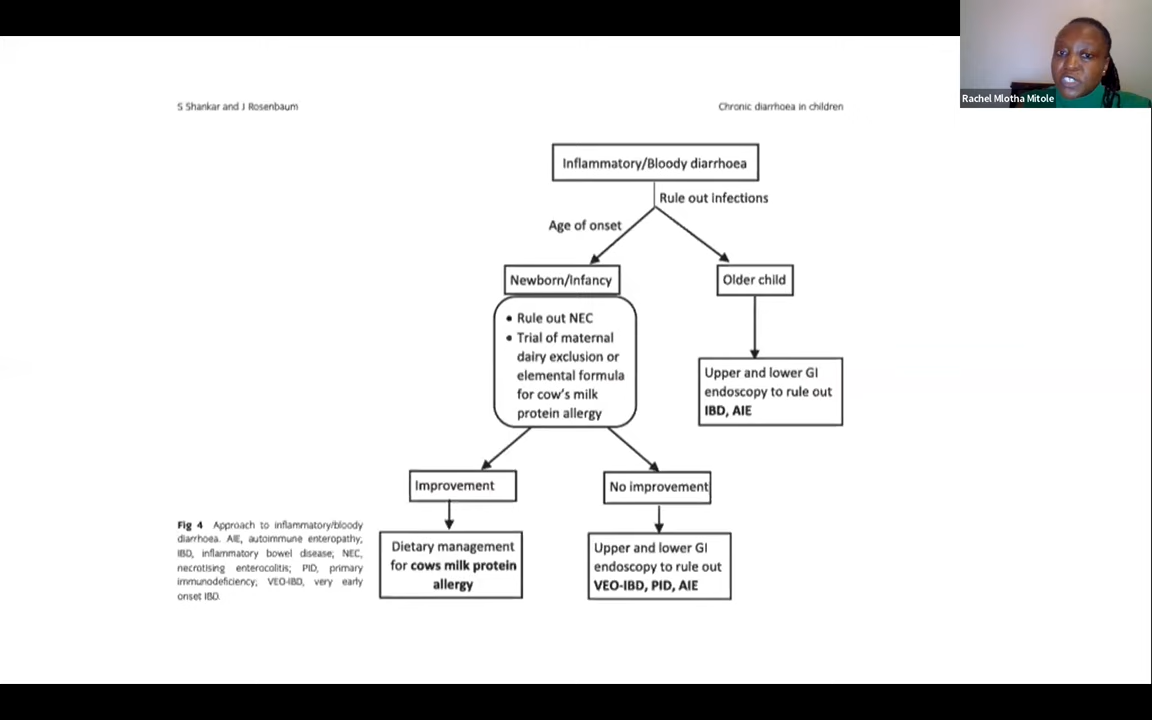 Rachel Mlotha Mitole
S Shankar and J Rosenbaum
Chronic diarrhoea in children
Inflammatory/Bloody diarrhoea
Rule out infections
Age of onset
Newborn/Infancy
Older child
• Rule out NEC
• Trial of maternal
dairy exclusion or
elemental formula
for cow's milk
protein allergy
Upper and lower GI
endoscopy to rule out
IBD, AIE
Improvement
No improvement
Dietary management
for cows milk protein
allergy
Upper and lower GI
endoscopy to rule out
VEO-IBD, PID, AIE
Fig 4 Approach to inflammatory/bloody
diarrhoea. AIE, autoimmune enteropathy;
IBD, inflammatory bowel disease; NEC,
necrotising enterocolitis; PID, primary
immunodeficiency; VEO-IBD, very early
onset IBD.